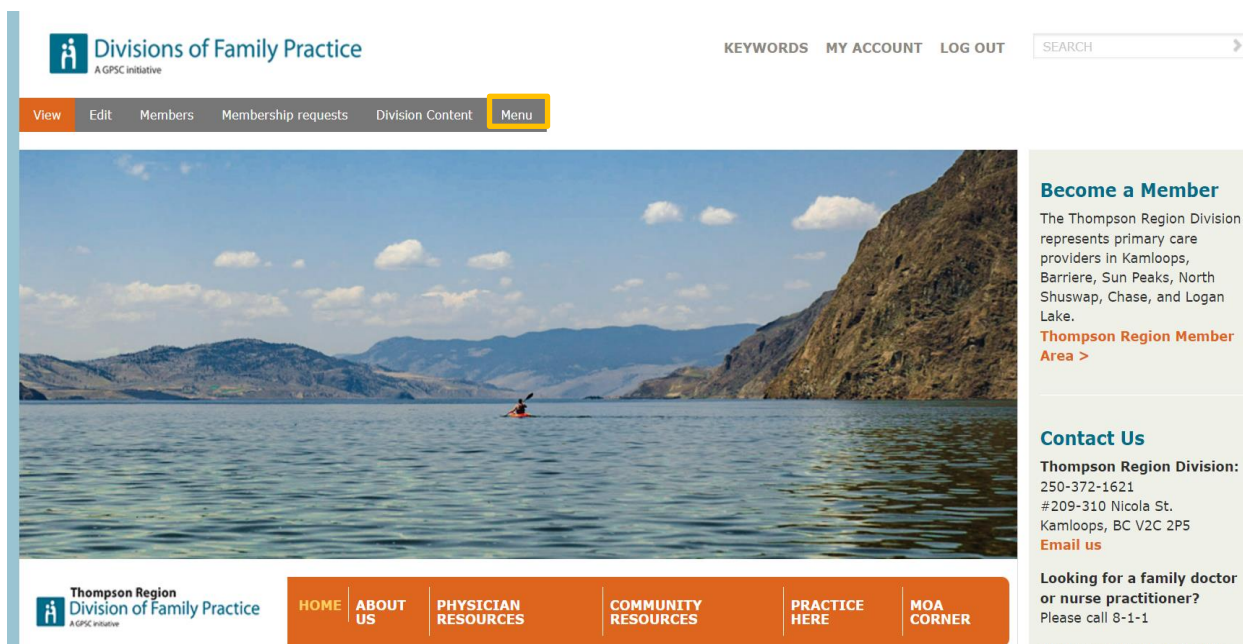 Divisions of Family Practice
A GPSC initiative
KEYWORDS MY ACCOUNT LOG OUT
SEARCH
View Edit Members Membership requests Division Content Menu
Become a Member
The Thompson Region Division
represents primary care
providers in Kamloops,
Barriere, Sun Peaks, North
Shuswap, Chase, and Logan
Lake.
Thompson Region Member
Area >
Contact Us
Thompson Region Division:
250-372-1621
#209-310 Nicola St.
Kamloops, BC V2C 2P5
Email us
Looking for a family doctor
or nurse practitioner?
Please call 8-1-1
Thompson Region
Division of Family Practice
A GPSC initiative
HOME
ABOUT
US
PHYSICIAN
RESOURCES
COMMUNITY
RESOURCES
PRACTICE
HERE
MOA
CORNER